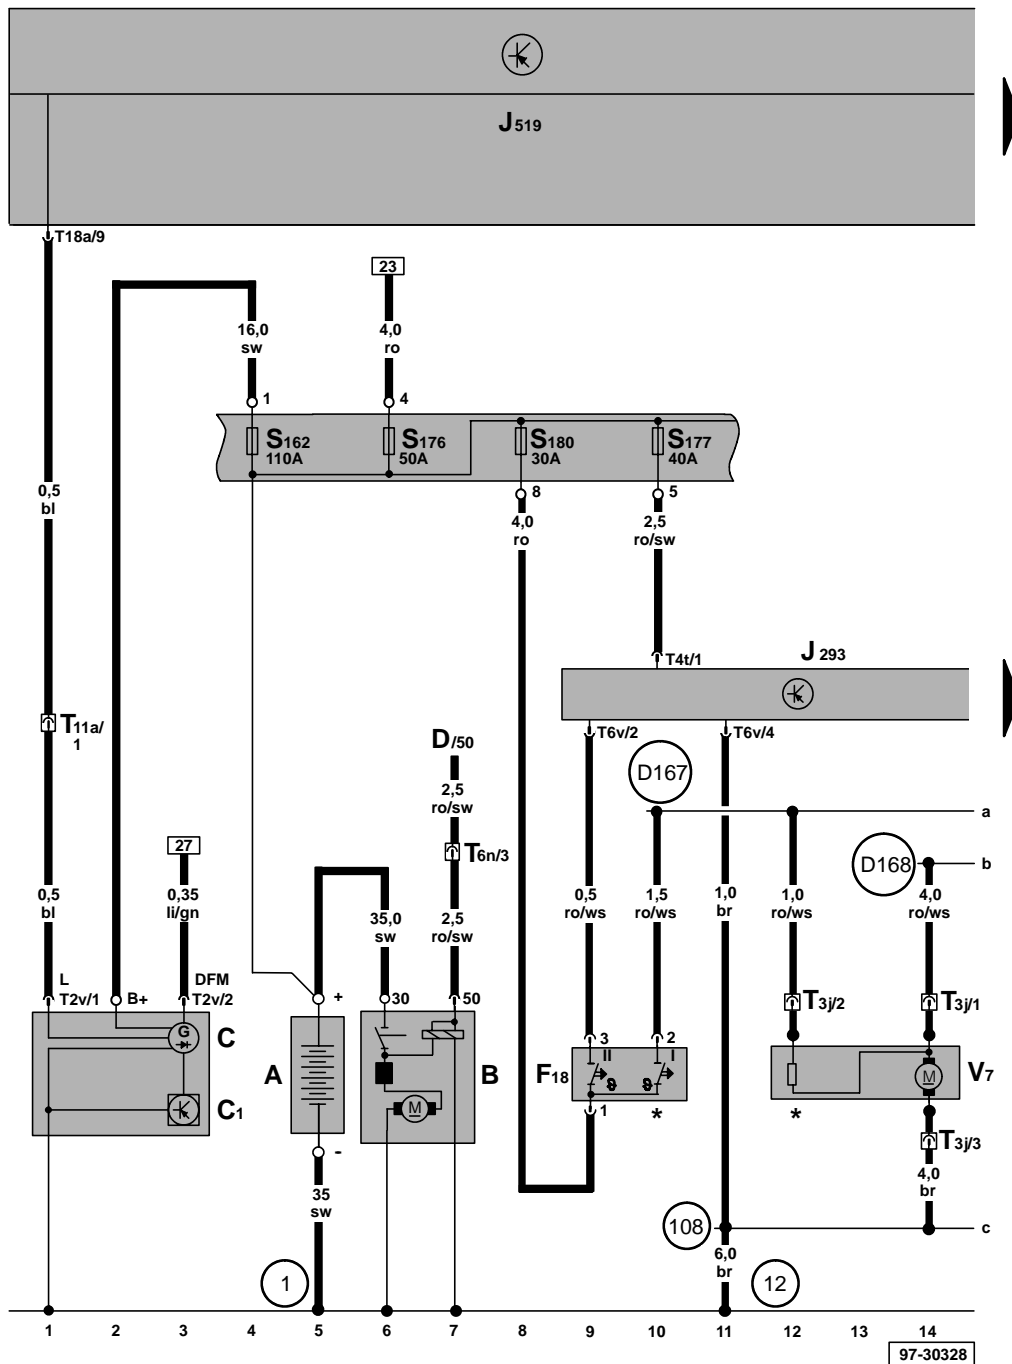 J519
T18a/9
23
16,0
sw
4,0
ro
1
4
S162
110A
S176
50A
S180
30A
S177
40A
8
5
0,5
bl
4,0
ro
2,5
ro/sw
T4t/1
J 293
T11a/
1
T6v/2
T6v/4
D/50
D167
2,5
ro/sw
a
27
T6n/3
D168
b
0,5
bl
0,35
li/gn
35,0
sw
2,5
ro/sw
0,5
ro/ws
1,5
ro/ws
1,0
br
1,0
ro/ws
4,0
ro/ws
L
T2v/1
B+
DFM
T2v/2
+
30
50
T3j/2
T3j/1
G
C
A
B
3
II
2
I
F18
ϑ
ϑ
M
V7
C1
M
1
*
*
T3j/3
-
35
sw
4,0
br
108
c
6,0
br
1
12
1 2 3 4 5 6 7 8 9 10 11 12 13 14
97-30328